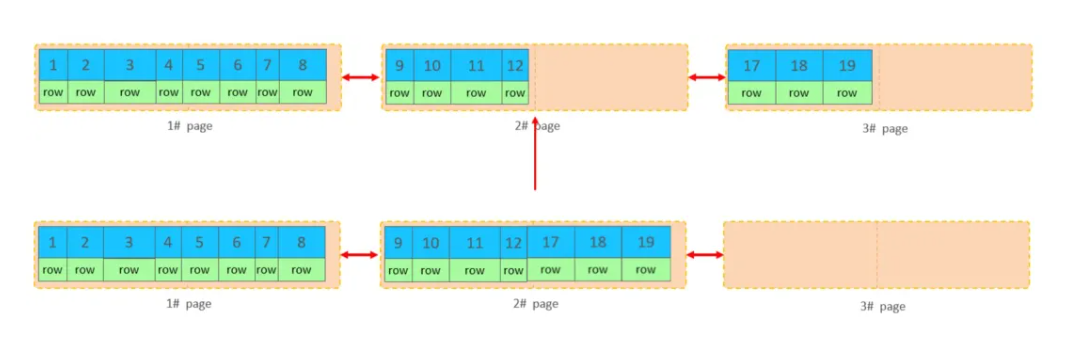 1 2 3 4 5 6 7 8
row row row row row row row row
1# page
9 10 11 12
row row row row
2# page
17 18 19
row row row
3# page
1 2 3 4 5 6 7 8
row row row row row row row row
1# page
9 10 11 12 17 18 19
row row row row row row row
2# page
3# page